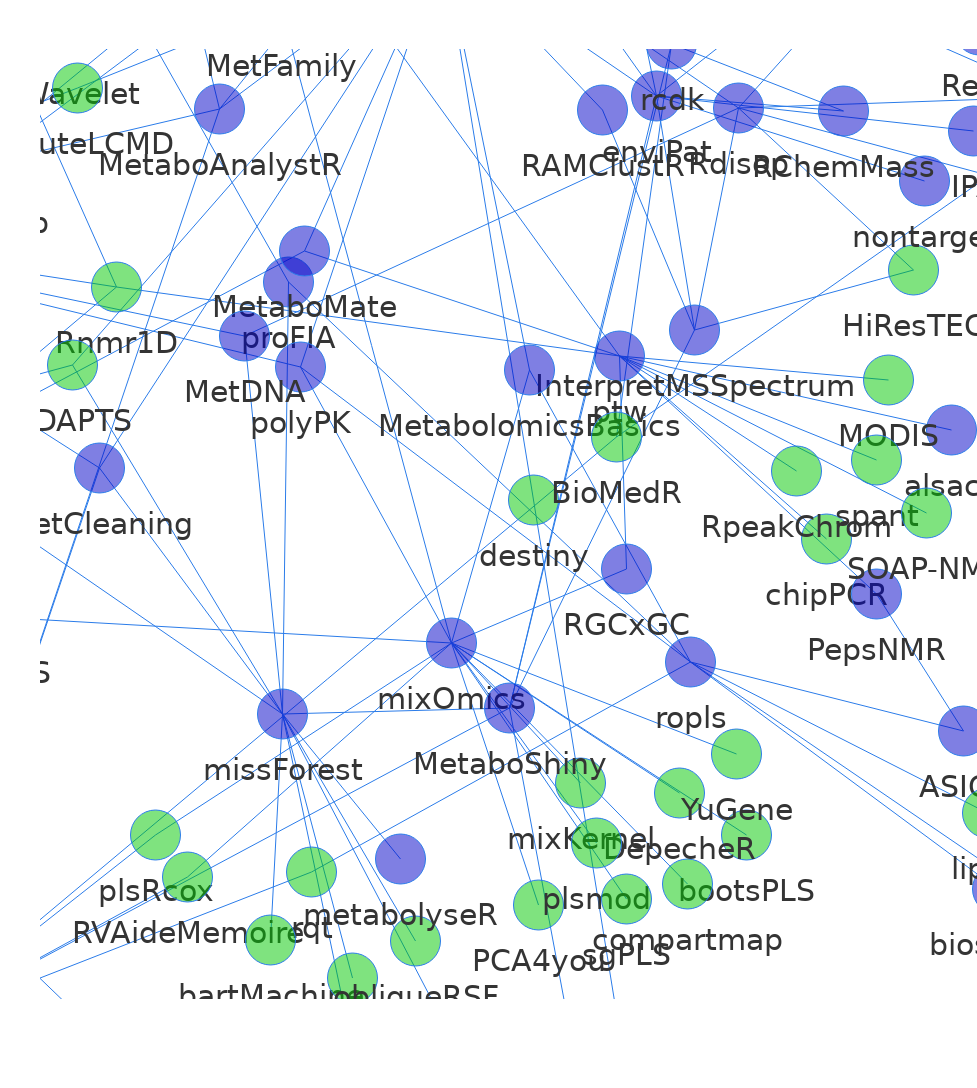 MetFamily
Wavelet
rcdk
Re
uteLCMD
MetaboAnalystR
enviPat
RAMClustR
Rdisop
RChemMass
IP
nontarge
MetaboMate
HiResTEC
proFIA
Rnmr1D
InterpretMSSpectrum
MetDNA
ptw
DAPTS
polyPK
MetabolomicsBasics
MODIS
alsac
BioMedR
spant
etCleaning
RpeakChrom
destiny
SOAP-NM
chipPCR
RGCxGC
PepsNMR
S
mixOmics
ropls
missForest
MetaboShiny
ASIC
YuGene
mixKernel
DepecheR
lip
plsRcox
plsmod
bootsPLS
metabolyseR
RVAideMemoire
rqt
compartmap
bios
PCA4you
sgPLS
bartMachine
obliqueRSF